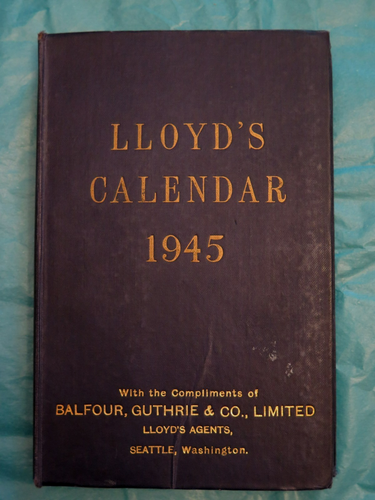 LLOYD'S
CALENDAR
1945
With the Compliments of
BALFOUR, GUTHRIE & CO., LIMITED
LLOYD'S AGENTS,
SEATTLE, Washington.